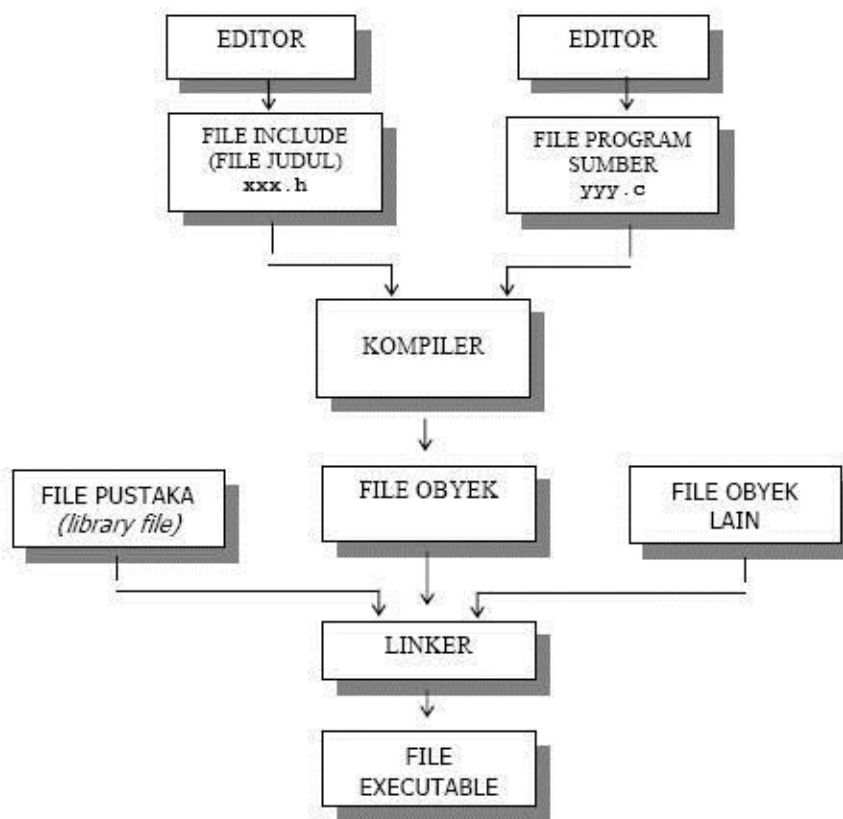 EDITOR
EDITOR
FILE INCLUDE
(FILE JUDUL)
xxx.h
FILE PROGRAM
SUMBER
yyy.c
KOMPILER
FILE PUSTAKA
(library file)
FILE OBYEK
FILE OBYEK
LAIN
LINKER
FILE
EXECUTABLE